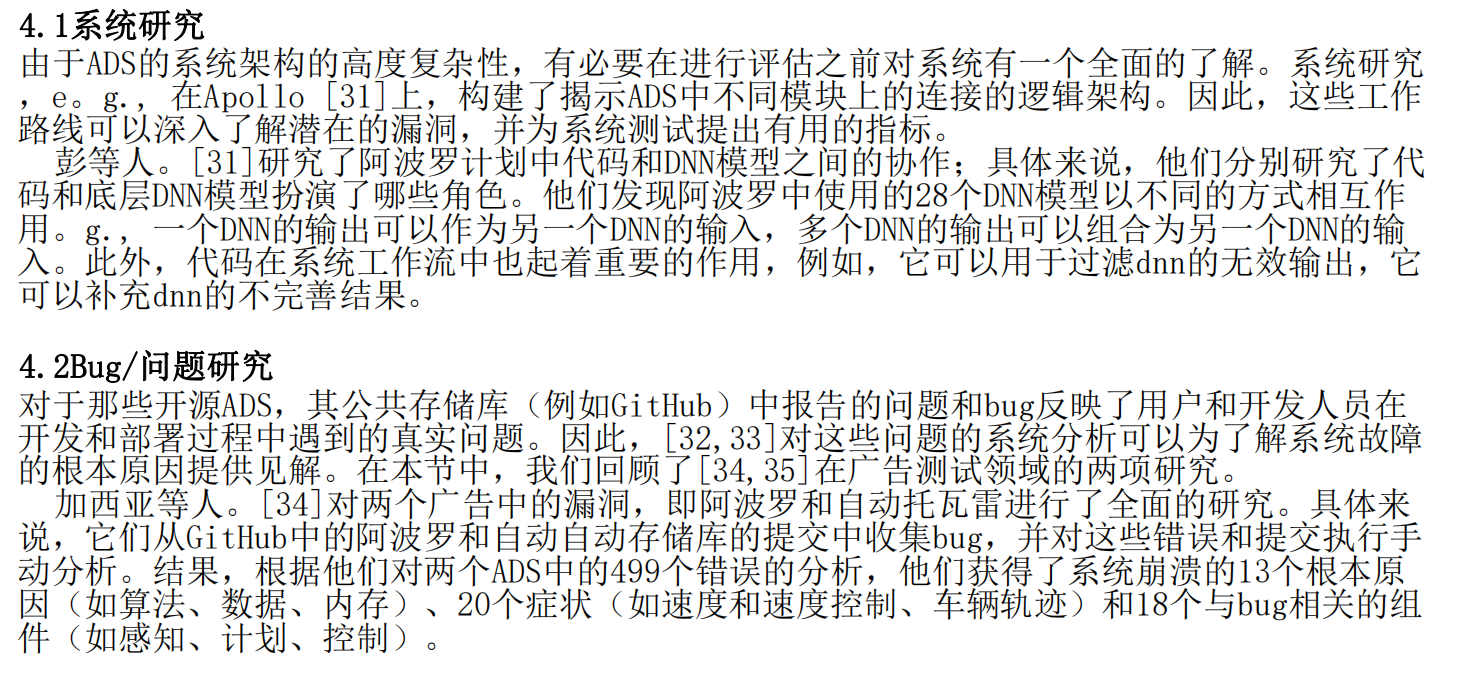 4.1系统研究
由于ADS的系统架构的高度复杂性，有必要在进行评估之前对系统有一个全面的了解。系统研究
，e。g., 在Apollo [31]上，构建了揭示ADS中不同模块上的连接的逻辑架构。因此，这些工作
路线可以深入了解潜在的漏洞，并为系统测试提出有用的指标。
彭等人。[31]研究了阿波罗计划中代码和DNN模型之间的协作；具体来说，他们分别研究了代
码和底层DNN模型扮演了哪些角色。他们发现阿波罗中使用的28个DNN模型以不同的方式相互作
用。g., 一个DNN的输出可以作为另一个DNN的输入，多个DNN的输出可以组合为另一个DNN的输
入。此外，代码在系统工作流中也起着重要的作用，例如，它可以用于过滤dnn的无效输出，它
可以补充dnn的不完善结果。
4.2Bug/问题研究
对于那些开源ADS，其公共存储库（例如GitHub）中报告的问题和bug反映了用户和开发人员在
开发和部署过程中遇到的真实问题。因此，[32,33]对这些问题的系统分析可以为了解系统故障
的根本原因提供见解。在本节中，我们回顾了[34,35]在广告测试领域的两项研究。
加西亚等人。[34]对两个广告中的漏洞，即阿波罗和自动托瓦雷进行了全面的研究。具体来
说，它们从GitHub中的阿波罗和自动自动存储库的提交中收集bug，并对这些错误和提交执行手
动分析。结果，根据他们对两个ADS中的499个错误的分析，他们获得了系统崩溃的13个根本原
因（如算法、数据、内存）、20个症状（如速度和速度控制、车辆轨迹）和18个与bug相关的组
件（如感知、计划、控制）。